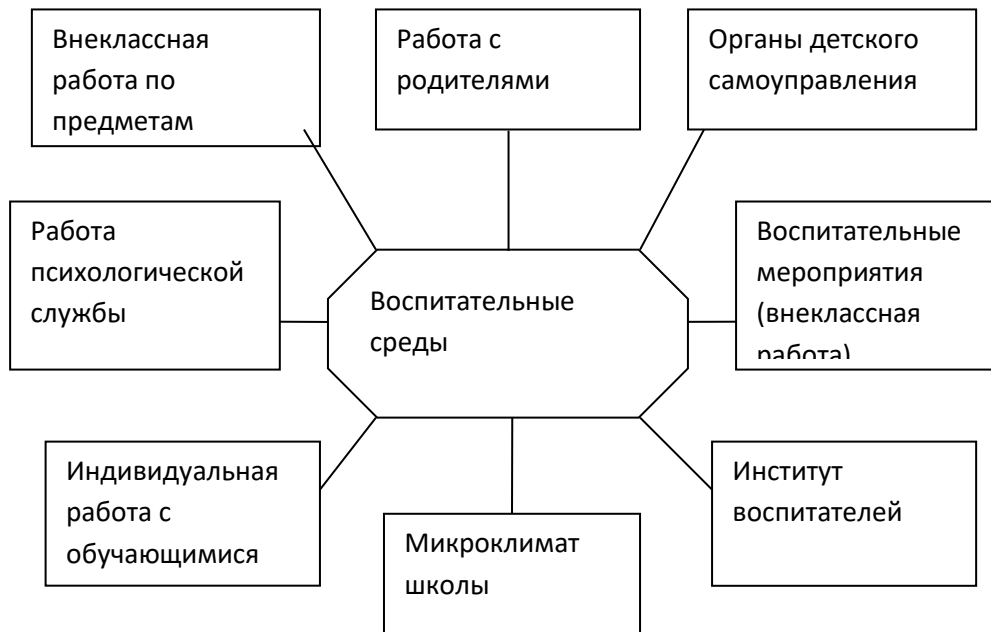 Внеклассная
работа по
предметам
Работа с
родителями
Органы детского
самоуправления
Работа
психологической
службы
Воспитательные
среды
Воспитательные
мероприятия
(внеклассная
работа)
Индивидуальная
работа с
обучающимися
Микроклимат
школы
Институт
воспитателей